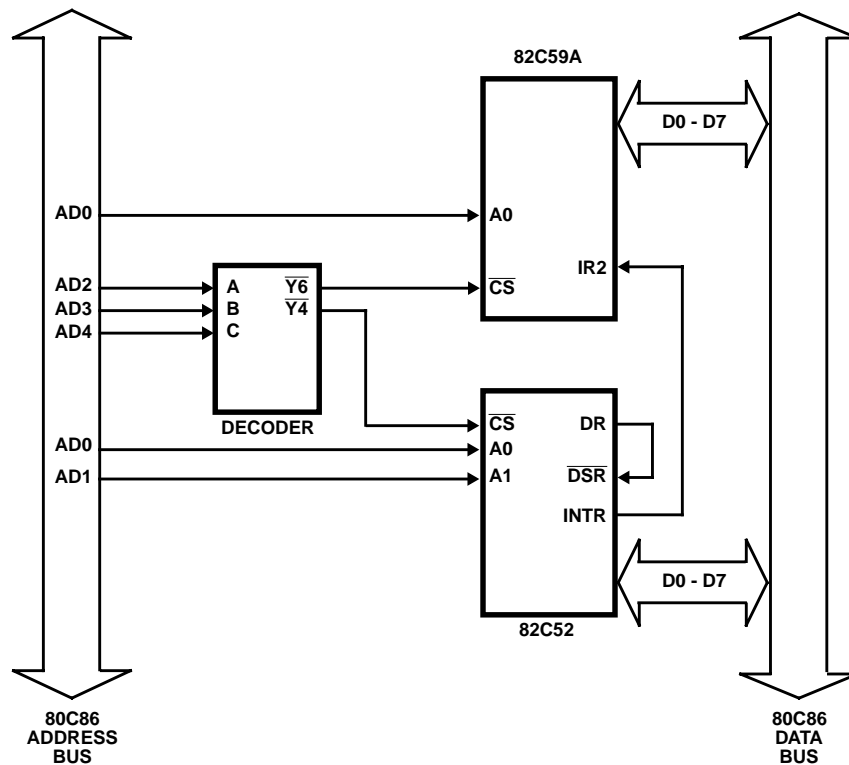 82C59A
D0 - D7
AD0
A0
IR2
AD2
A
Y6
CS
AD3
B
Y4
AD4
C
DECODER
CS
DR
AD0
A0
AD1
A1
DSR
INTR
D0 - D7
82C52
80C86
ADDRESS
BUS
80C86
DATA
BUS